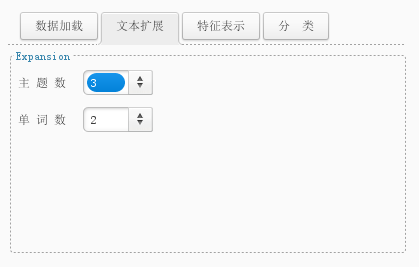 数据加载 文本扩展 特征表示 分 类
Expansion
主 题 数 3
单 词 数 2